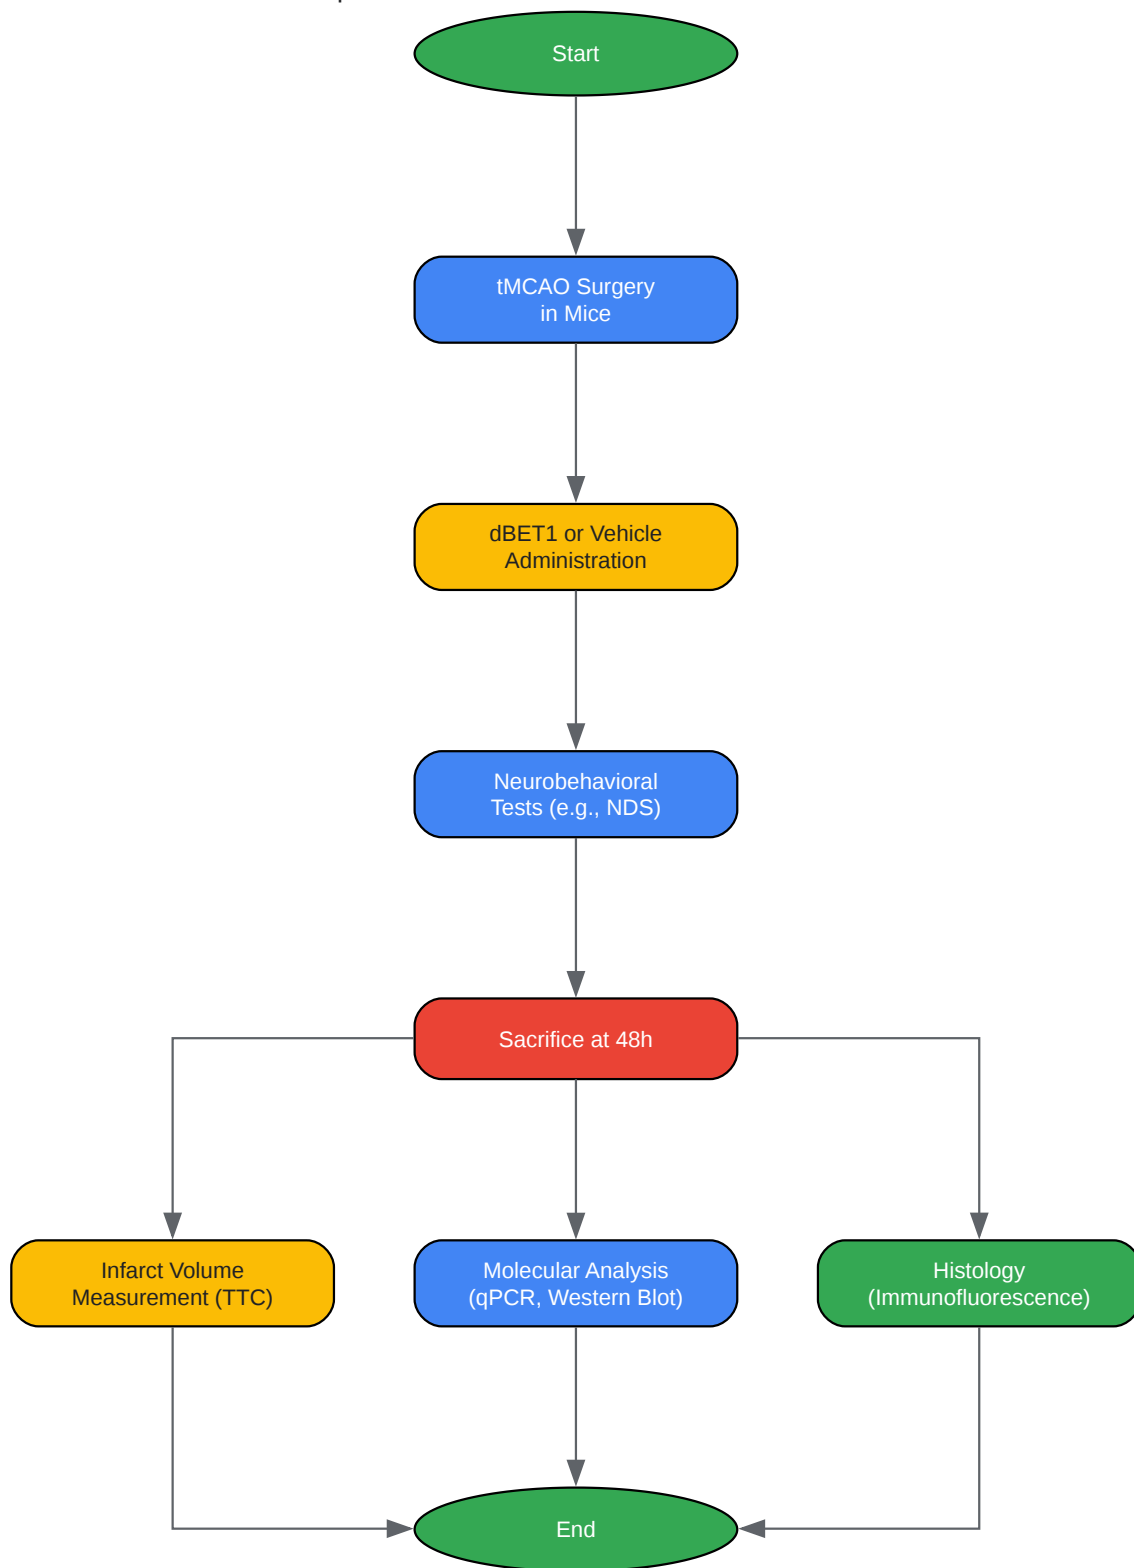 Start
tMCAO Surgery
in Mice
dBET1 or Vehicle
Administration
Neurobehavioral
Tests (e.g., NDS)
Sacrifice at 48h
Infarct Volume
Measurement (TTC)
Molecular Analysis
(qPCR, Western Blot)
Histology
(Immunofluorescence)
End